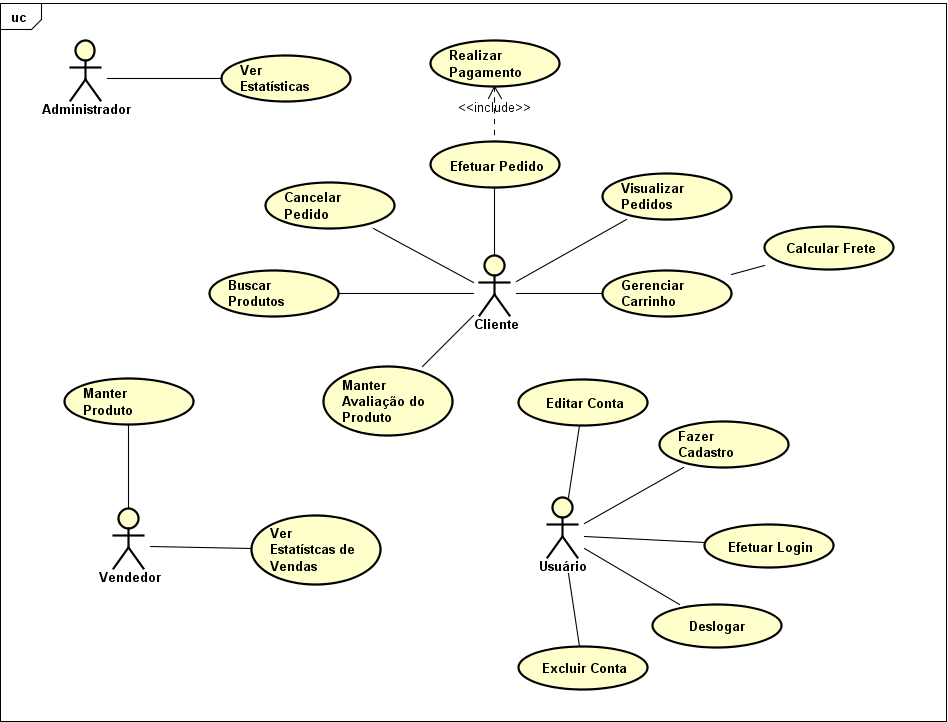 uc
Administrador
Ver
Estatísticas
Realizar
Pagamento
<<include>>
Efetuar Pedido
Cancelar
Pedido
Visualizar
Pedidos
Calcular Frete
Buscar
Produtos
Cliente
Gerenciar
Carrinho
Manter
Avaliação do
Produto
Manter
Produto
Editar Conta
Fazer
Cadastro
Vendedor
Ver
Estatístcas de
Vendas
Usuário
Efetuar Login
Deslogar
Excluir Conta